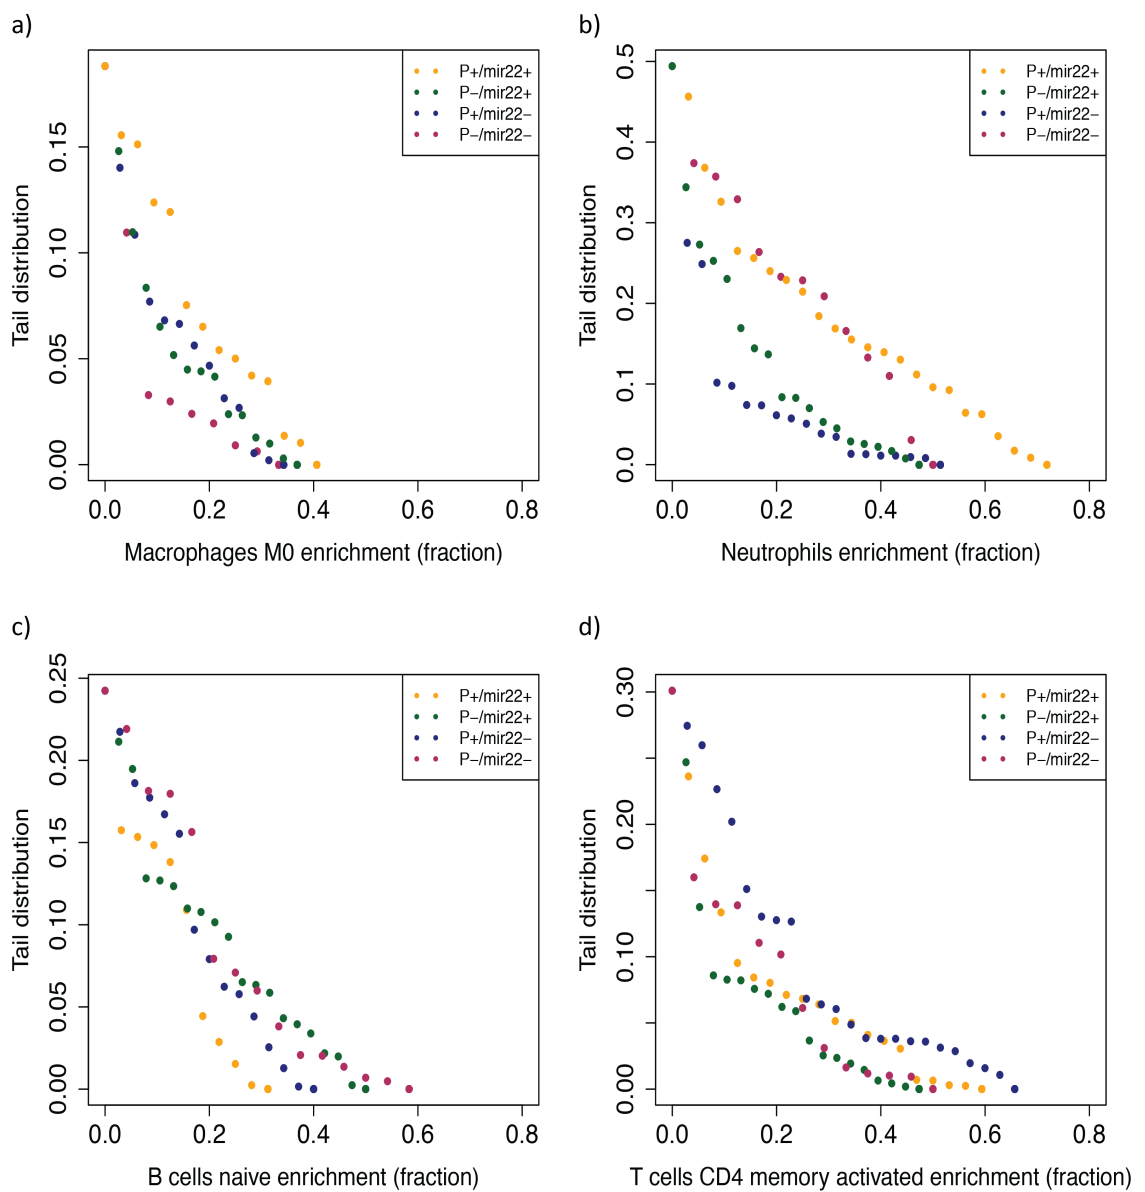 a)
P+/mir22+
P−/mir22+
P+/mir22−
P−/mir22−
Tail distribution
0.15
0.10
0.05
0.00
0.0 0.2 0.4 0.6 0.8
Macrophages M0 enrichment (fraction)
b)
P+/mir22+
P−/mir22+
P+/mir22−
P−/mir22−
Tail distribution
0.5
0.4
0.3
0.2
0.1
0.0
0.0 0.2 0.4 0.6 0.8
Neutrophils enrichment (fraction)
c)
P+/mir22+
P−/mir22+
P+/mir22−
P−/mir22−
Tail distribution
0.25
0.20
0.15
0.10
0.05
0.00
0.0 0.2 0.4 0.6 0.8
B cells naive enrichment (fraction)
d)
P+/mir22+
P−/mir22+
P+/mir22−
P−/mir22−
Tail distribution
0.30
0.20
0.10
0.00
0.0 0.2 0.4 0.6 0.8
T cells CD4 memory activated enrichment (fraction)